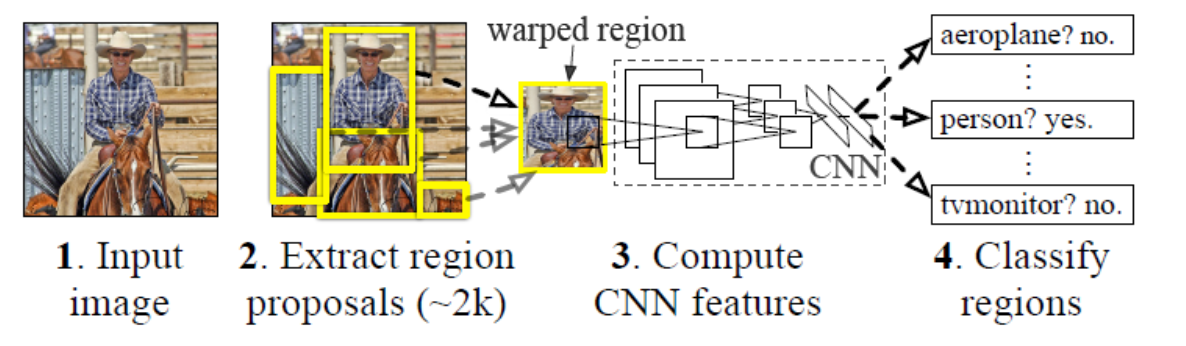 warped region
aeroplane? no.
person? yes.
CNN
tvmonitor? no.
1. Input
image
2. Extract region
proposals (~2k)
3. Compute
CNN features
4. Classify
regions